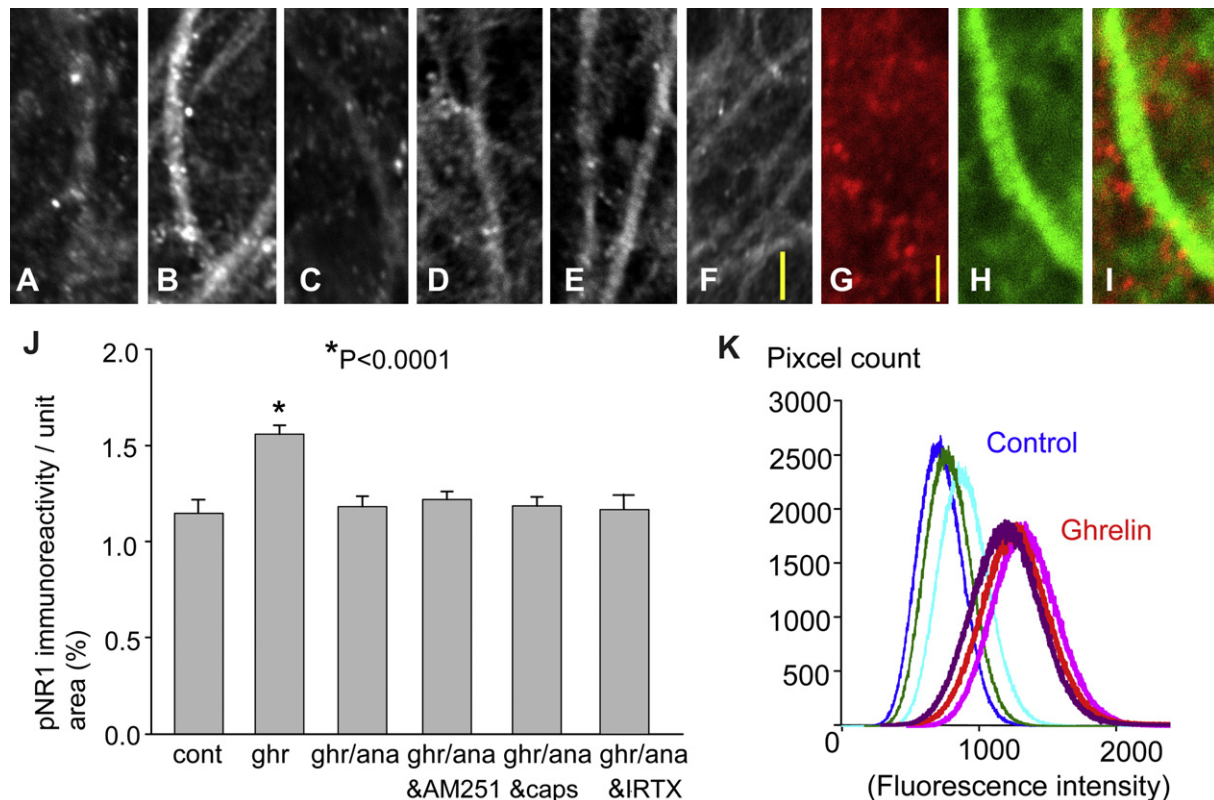 A B C D E F G H I
J
*P<0.0001
pNR1 immunoreactivity / unit
area (%)
2.0
1.5
1.0
0.5
0.0
cont ghr ghr/ana ghr/ana ghr/ana ghr/ana
&AM251 &caps &IRTX
K
Pixcel count
3000
2500
2000
1500
1000
500
Control
Ghrelin
0 1000 2000
(Fluorescence intensity)